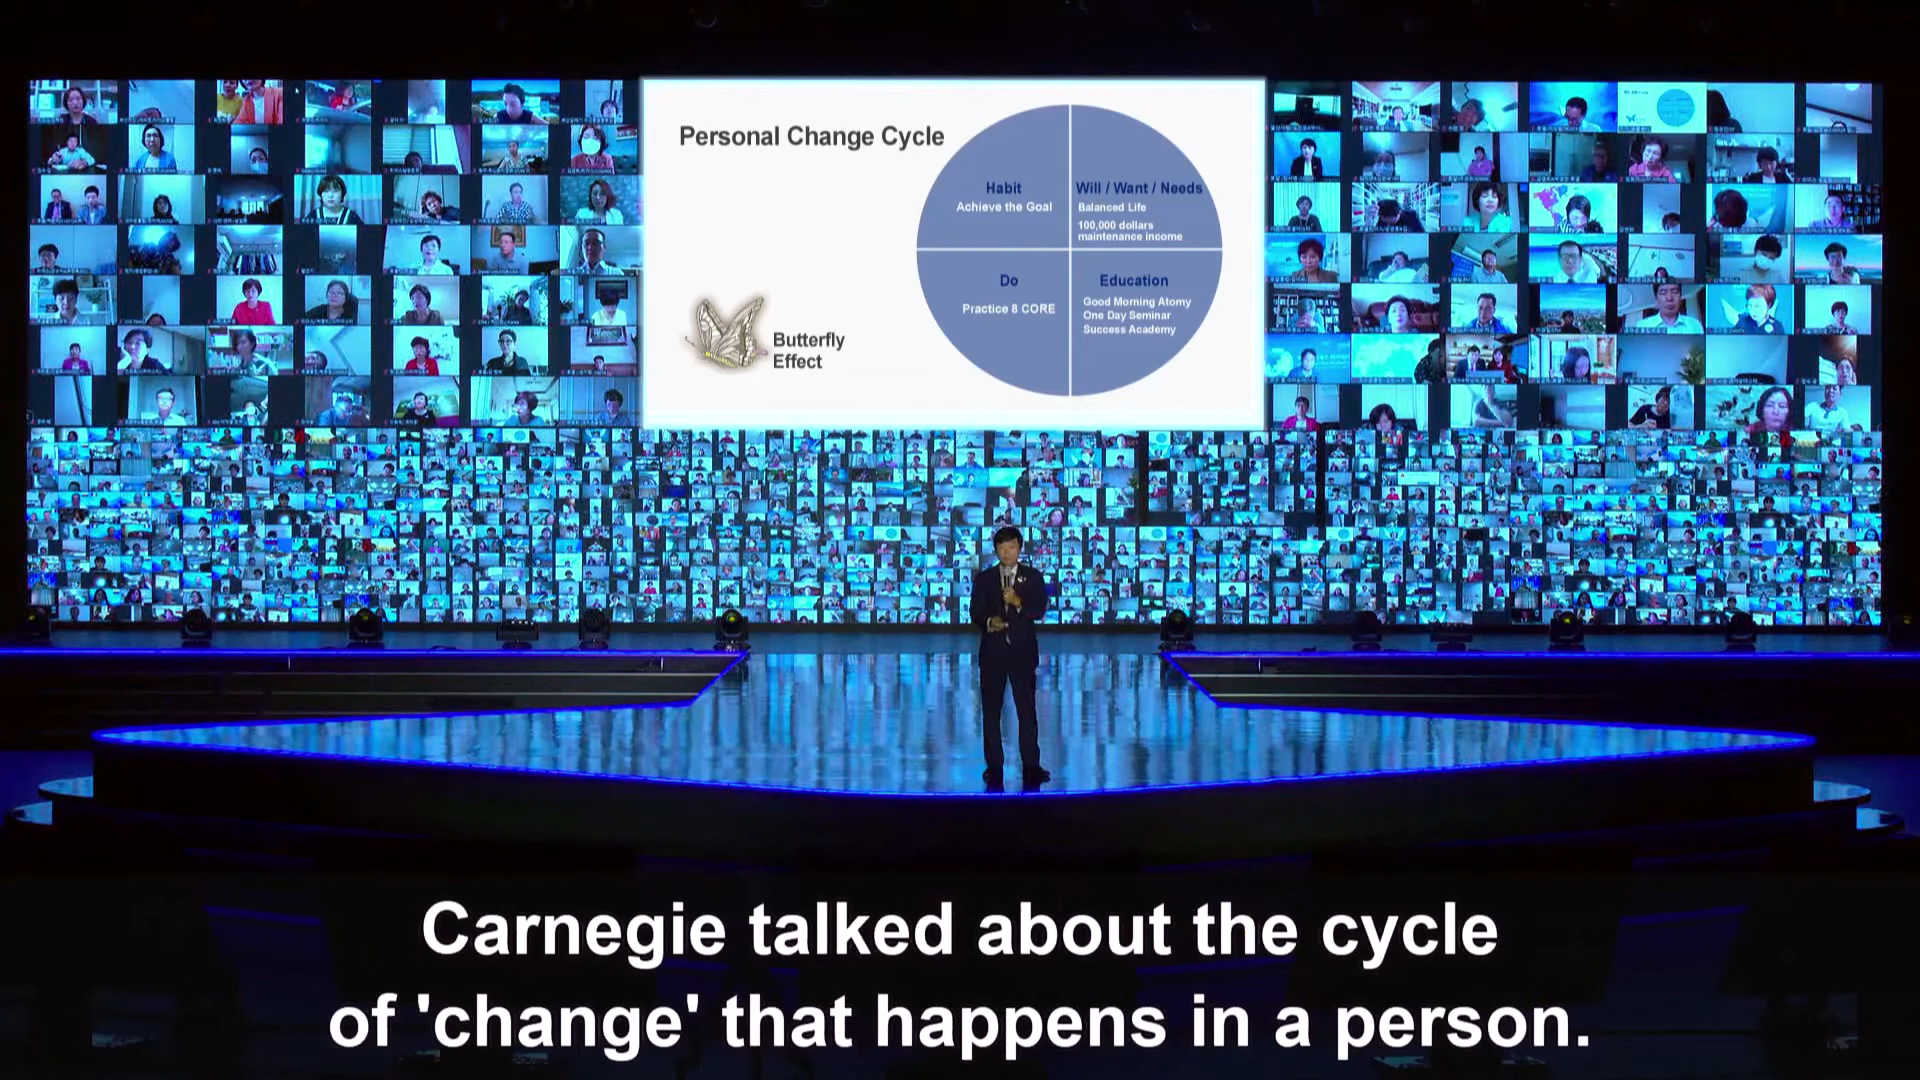 Personal Change Cycle
Habit
Achieve the Goal
Will / Want / Needs
Balanced Life
100,000 dollars
maintenance income
Do
Practice 8 CORE
Education
Good Morning Atomy
One Day Seminar
Success Academy
Butterfly
Effect
Carnegie talked about the cycle
of 'change' that happens in a person.